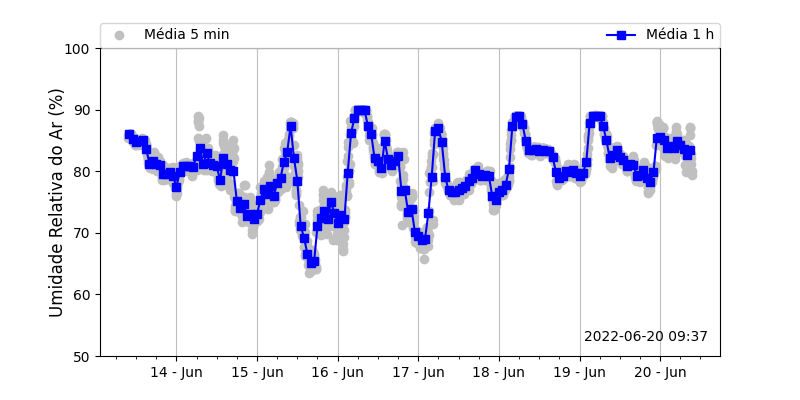 Média 5 min
Média 1 h
Umidade Relativa do Ar (%)
100
90
80
70
60
50
2022-06-20 09:37
14 - Jun
15 - Jun
16 - Jun
17 - Jun
18 - Jun
19 - Jun
20 - Jun